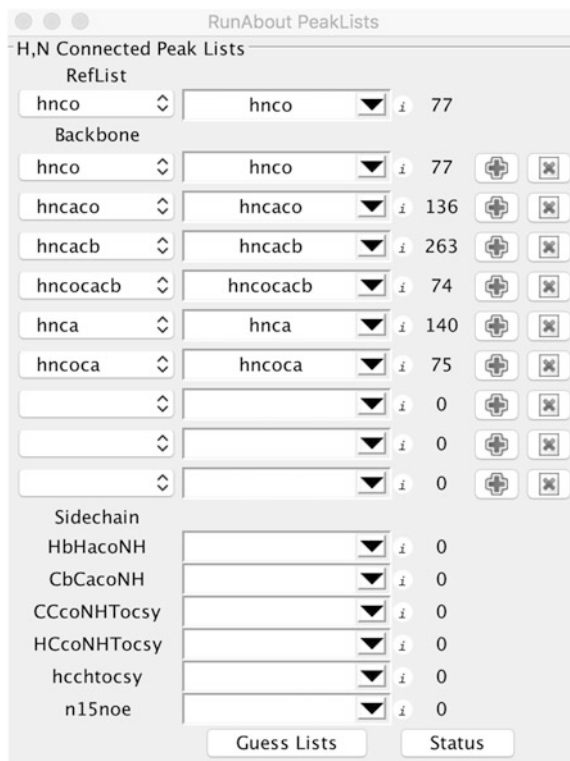 RunAbout PeakLists
H,N Connected Peak Lists
RefList
hnco hnco i 77
Backbone
hnco hnco i 77
hncaco hncaco i 136
hncacb hncacb i 263
hncocacb hncocacb i 74
hnca hnca i 140
hncoca hncoca i 75
i 0
i 0
i 0
Sidechain
HbHacoNH i 0
CbCacoNH i 0
CCcoNHTocsy i 0
HCcoNHTocsy i 0
hcchtocsy i 0
n15noe i 0
Guess Lists Status